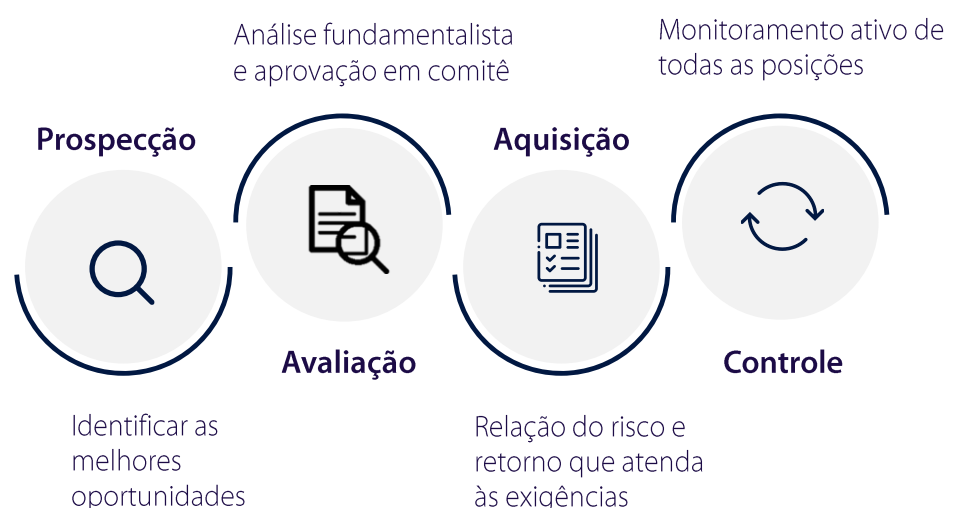 Prospecção
Identificar as
melhores
oportunidades
Análise fundamentalista
e aprovação em comitê
Avaliação
Aquisição
Relação do risco e
retorno que atenda
às exigências
Monitoramento ativo de
todas as posições
Controle